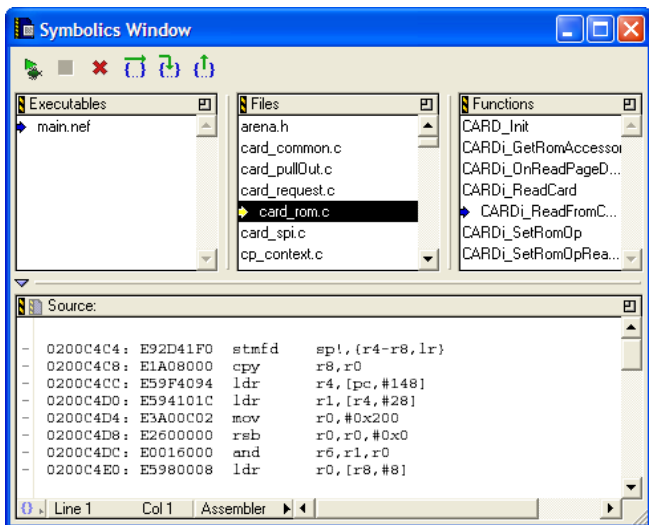 Symbolics Window
Executables
main.nef
Files
arena.h
card_common.c
card_pullOut.c
card_request.c
card_rom.c
card_spi.c
cp_context.c
Functions
CARD_Init
CARDi_GetRomAccessor
CARDi_OnReadPageD...
CARDi_ReadCard
CARDi_ReadFromC...
CARDi_SetRomOp
CARDi_SetRomOpRea...
Source:
- 0200C4C4: E92D41F0 stmfd sp!,{r4-r8,lr}
- 0200C4C8: E1A08000 cpy r8,r0
- 0200C4CC: E59F4094 ldr r4,[pc,#148]
- 0200C4D0: E594101C ldr r1,[r4,#28]
- 0200C4D4: E3A00C02 mov r0,#0x200
- 0200C4D8: E2600000 rsb r0,r0,#0x0
- 0200C4DC: E0016000 and r6,r1,r0
- 0200C4E0: E5980008 ldr r0,[r8,#8]
Line 1 Col 1 Assembler